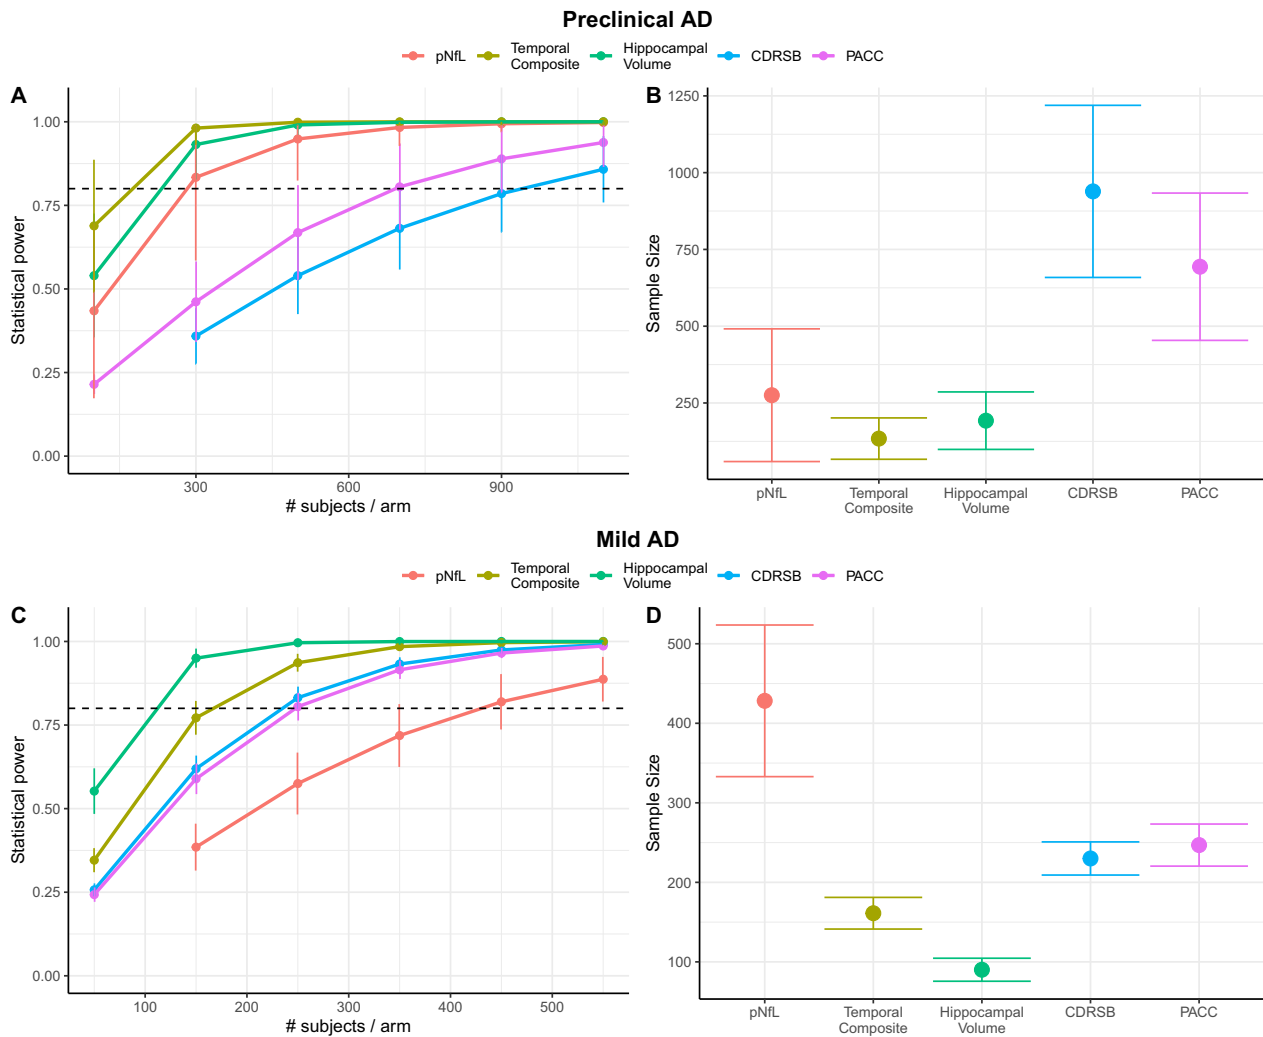 Preclinical AD
pNfL
Temporal
Composite
Hippocampal
Volume
CDRSB
PACC
A
Statistical power
1.00
0.75
0.50
0.25
0.00
300
600
900
# subjects / arm
B
Sample Size
1250
1000
750
500
250
pNfL
Temporal
Composite
Hippocampal
Volume
CDRSB
PACC
Mild AD
pNfL
Temporal
Composite
Hippocampal
Volume
CDRSB
PACC
C
Statistical power
1.00
0.75
0.50
0.25
0.00
100
200
300
400
500
# subjects / arm
D
Sample Size
500
400
300
200
100
pNfL
Temporal
Composite
Hippocampal
Volume
CDRSB
PACC